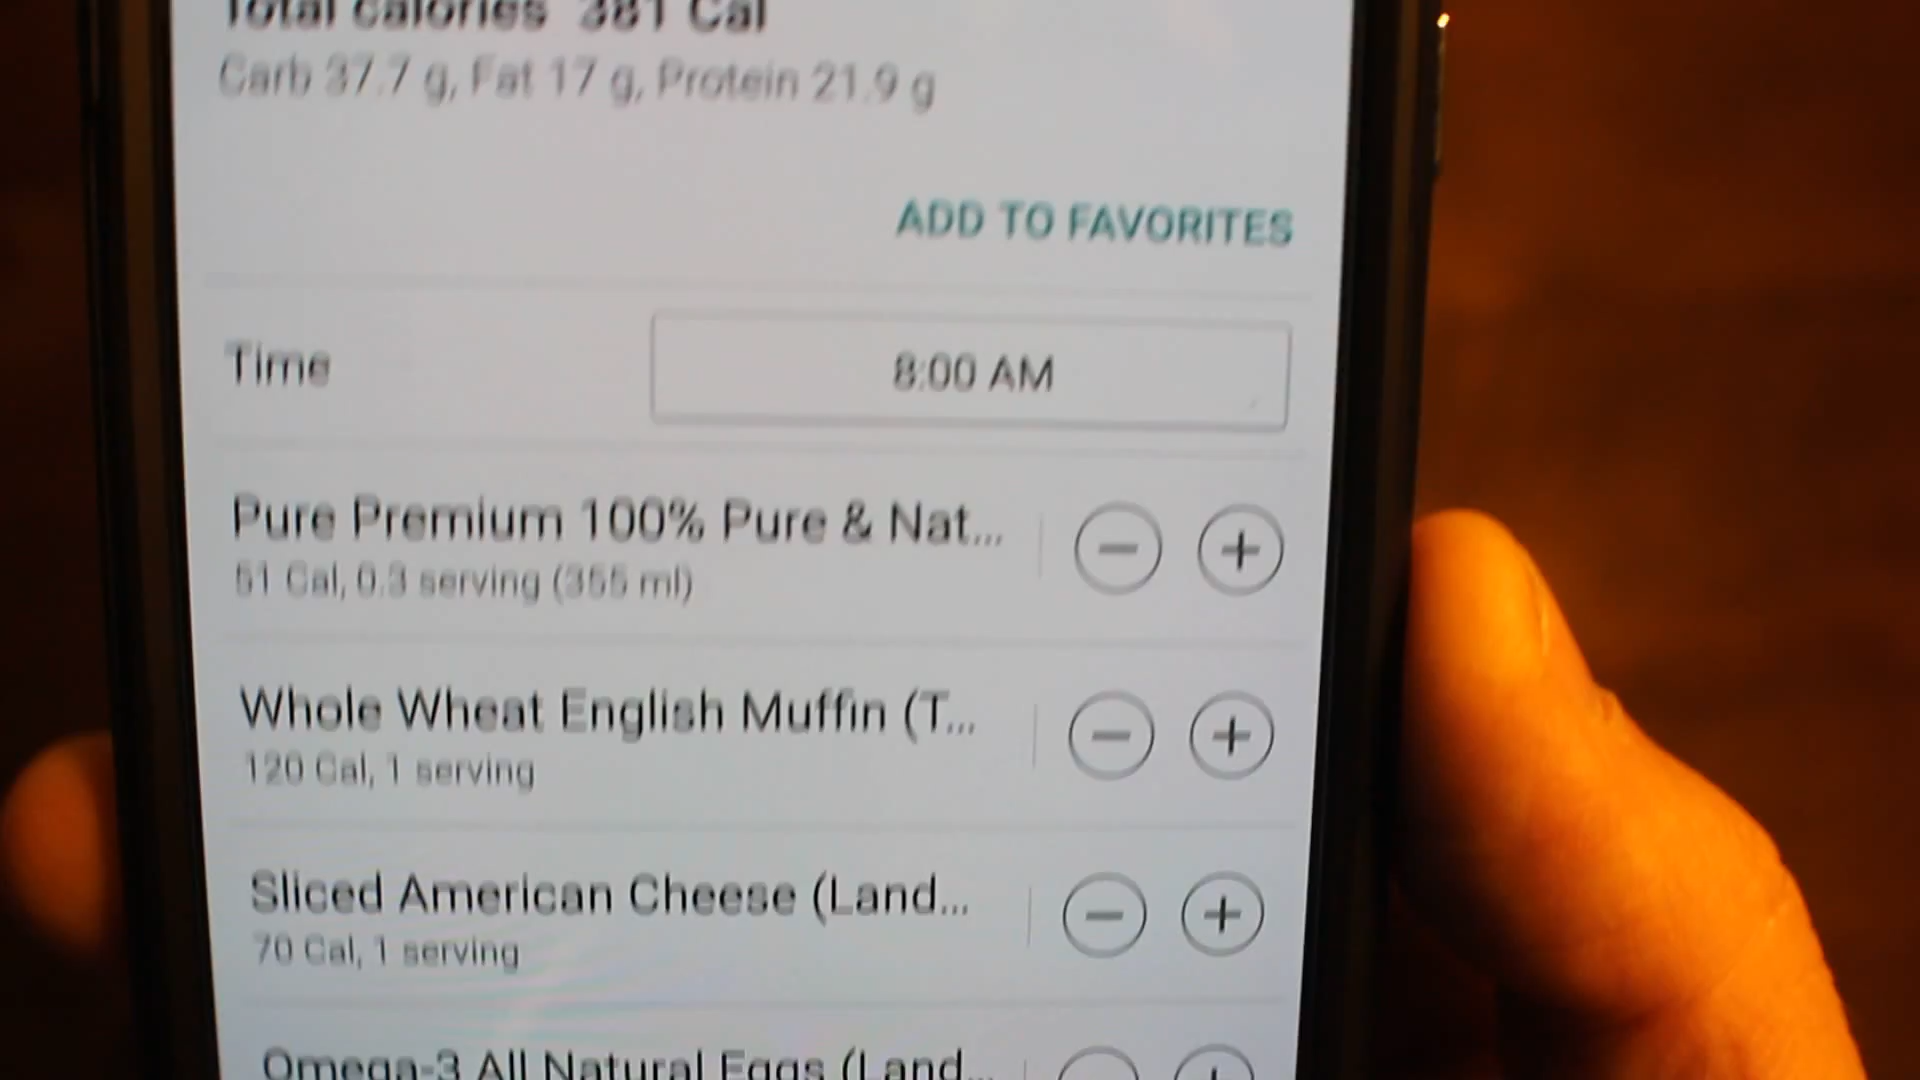 Total calories 381 Cal
Carb 37.7 g, Fat 17 g, Protein 21.9 g
ADD TO FAVORITES
Time
8:00 AM
Pure Premium 100% Pure & Nat...
51 Cal, 0.3 serving (355 ml)
Whole Wheat English Muffin (T...
120 Cal, 1 serving
Sliced American Cheese (Land...
70 Cal, 1 serving
Omega-3 All Natural Eggs (Land...